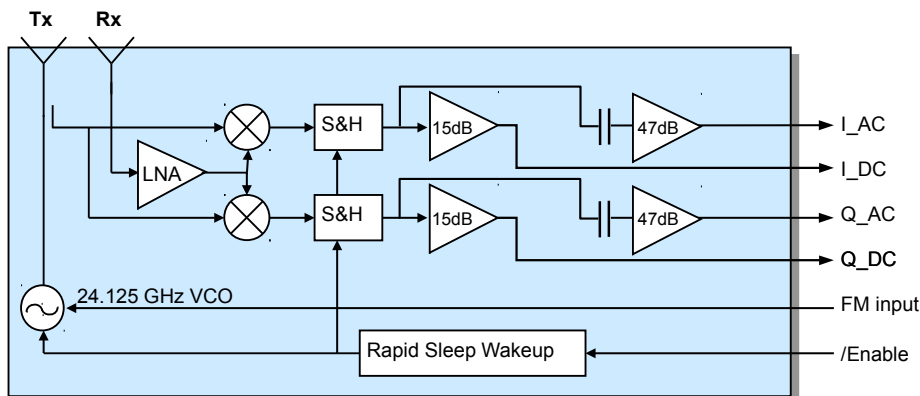 Tx Rx
S&H
15dB
47dB
I_AC
LNA
I_DC
S&H
15dB
47dB
Q_AC
Q_DC
24.125 GHz VCO
FM input
Rapid Sleep Wakeup
/Enable